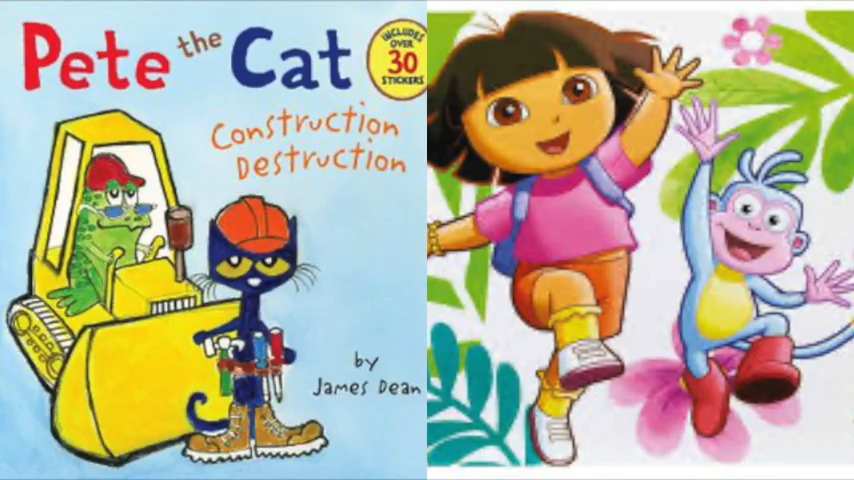 Pete the Cat
INCLUDES
OVER
30
STICKERS
Construction
Destruction
by
James Dean